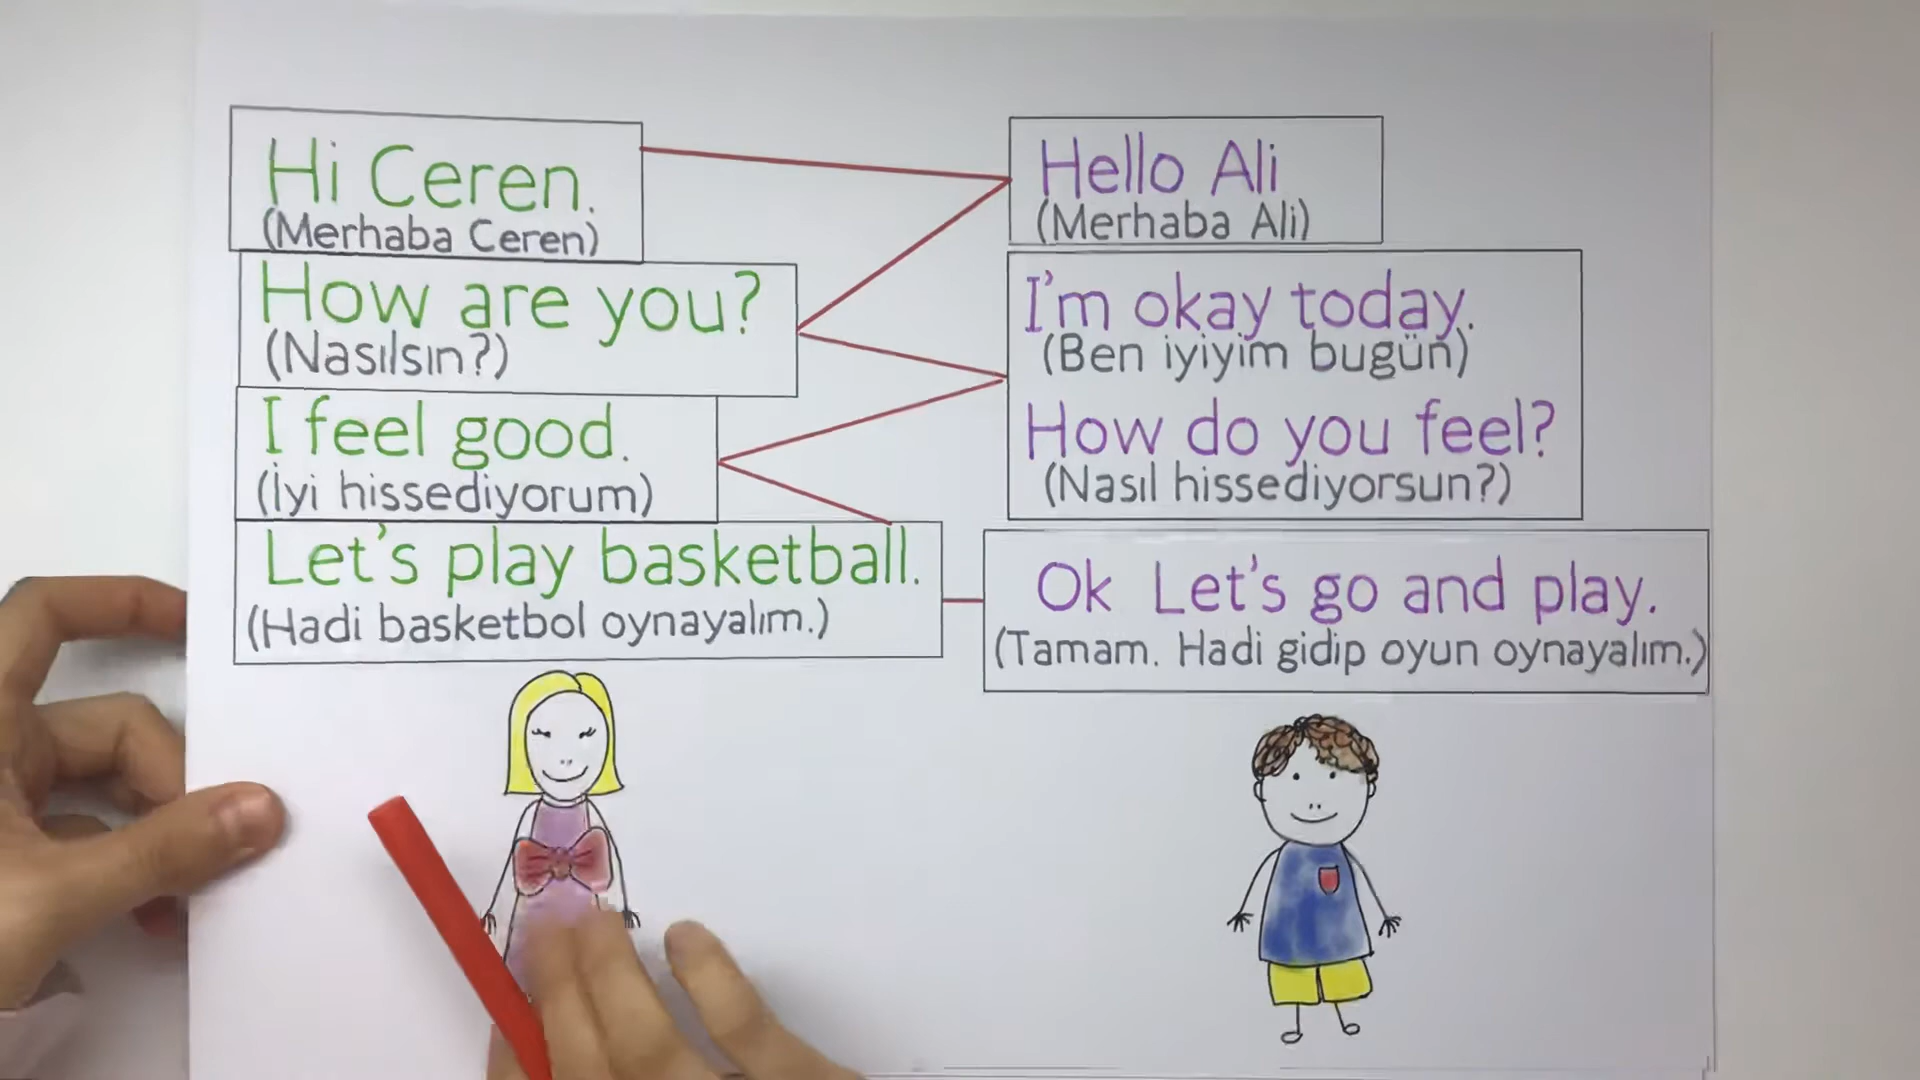 Hi Ceren.
(Merhaba Ceren)
How are you?
(Nasılsın?)
I feel good.
(İyi hissediyorum)
Let's play basketball.
(Hadi basketbol oynayalım.)
Hello Ali
(Merhaba Ali)
I'm okay today.
(Ben iyiyim bugün)
How do you feel?
(Nasıl hissediyorsun?)
Ok Let's go and play.
(Tamam. Hadi gidip oyun oynayalım.)